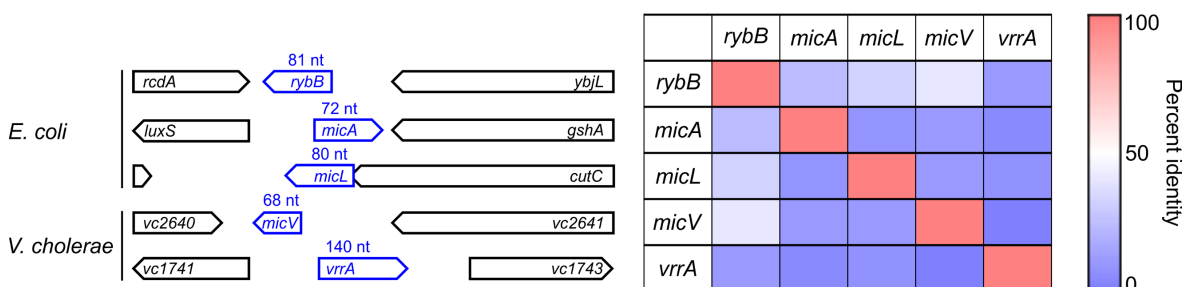 E. coli
81 nt
rcdA rybB ybjL
72 nt
luxS micA gshA
80 nt
micL cutC
V. cholerae
68 nt
vc2640 micV vc2641
140 nt
vc1741 vrrA vc1743
rybB micA micL micV vrrA
rybB
micA
micL
micV
vrrA
100
50
0
Percent identity